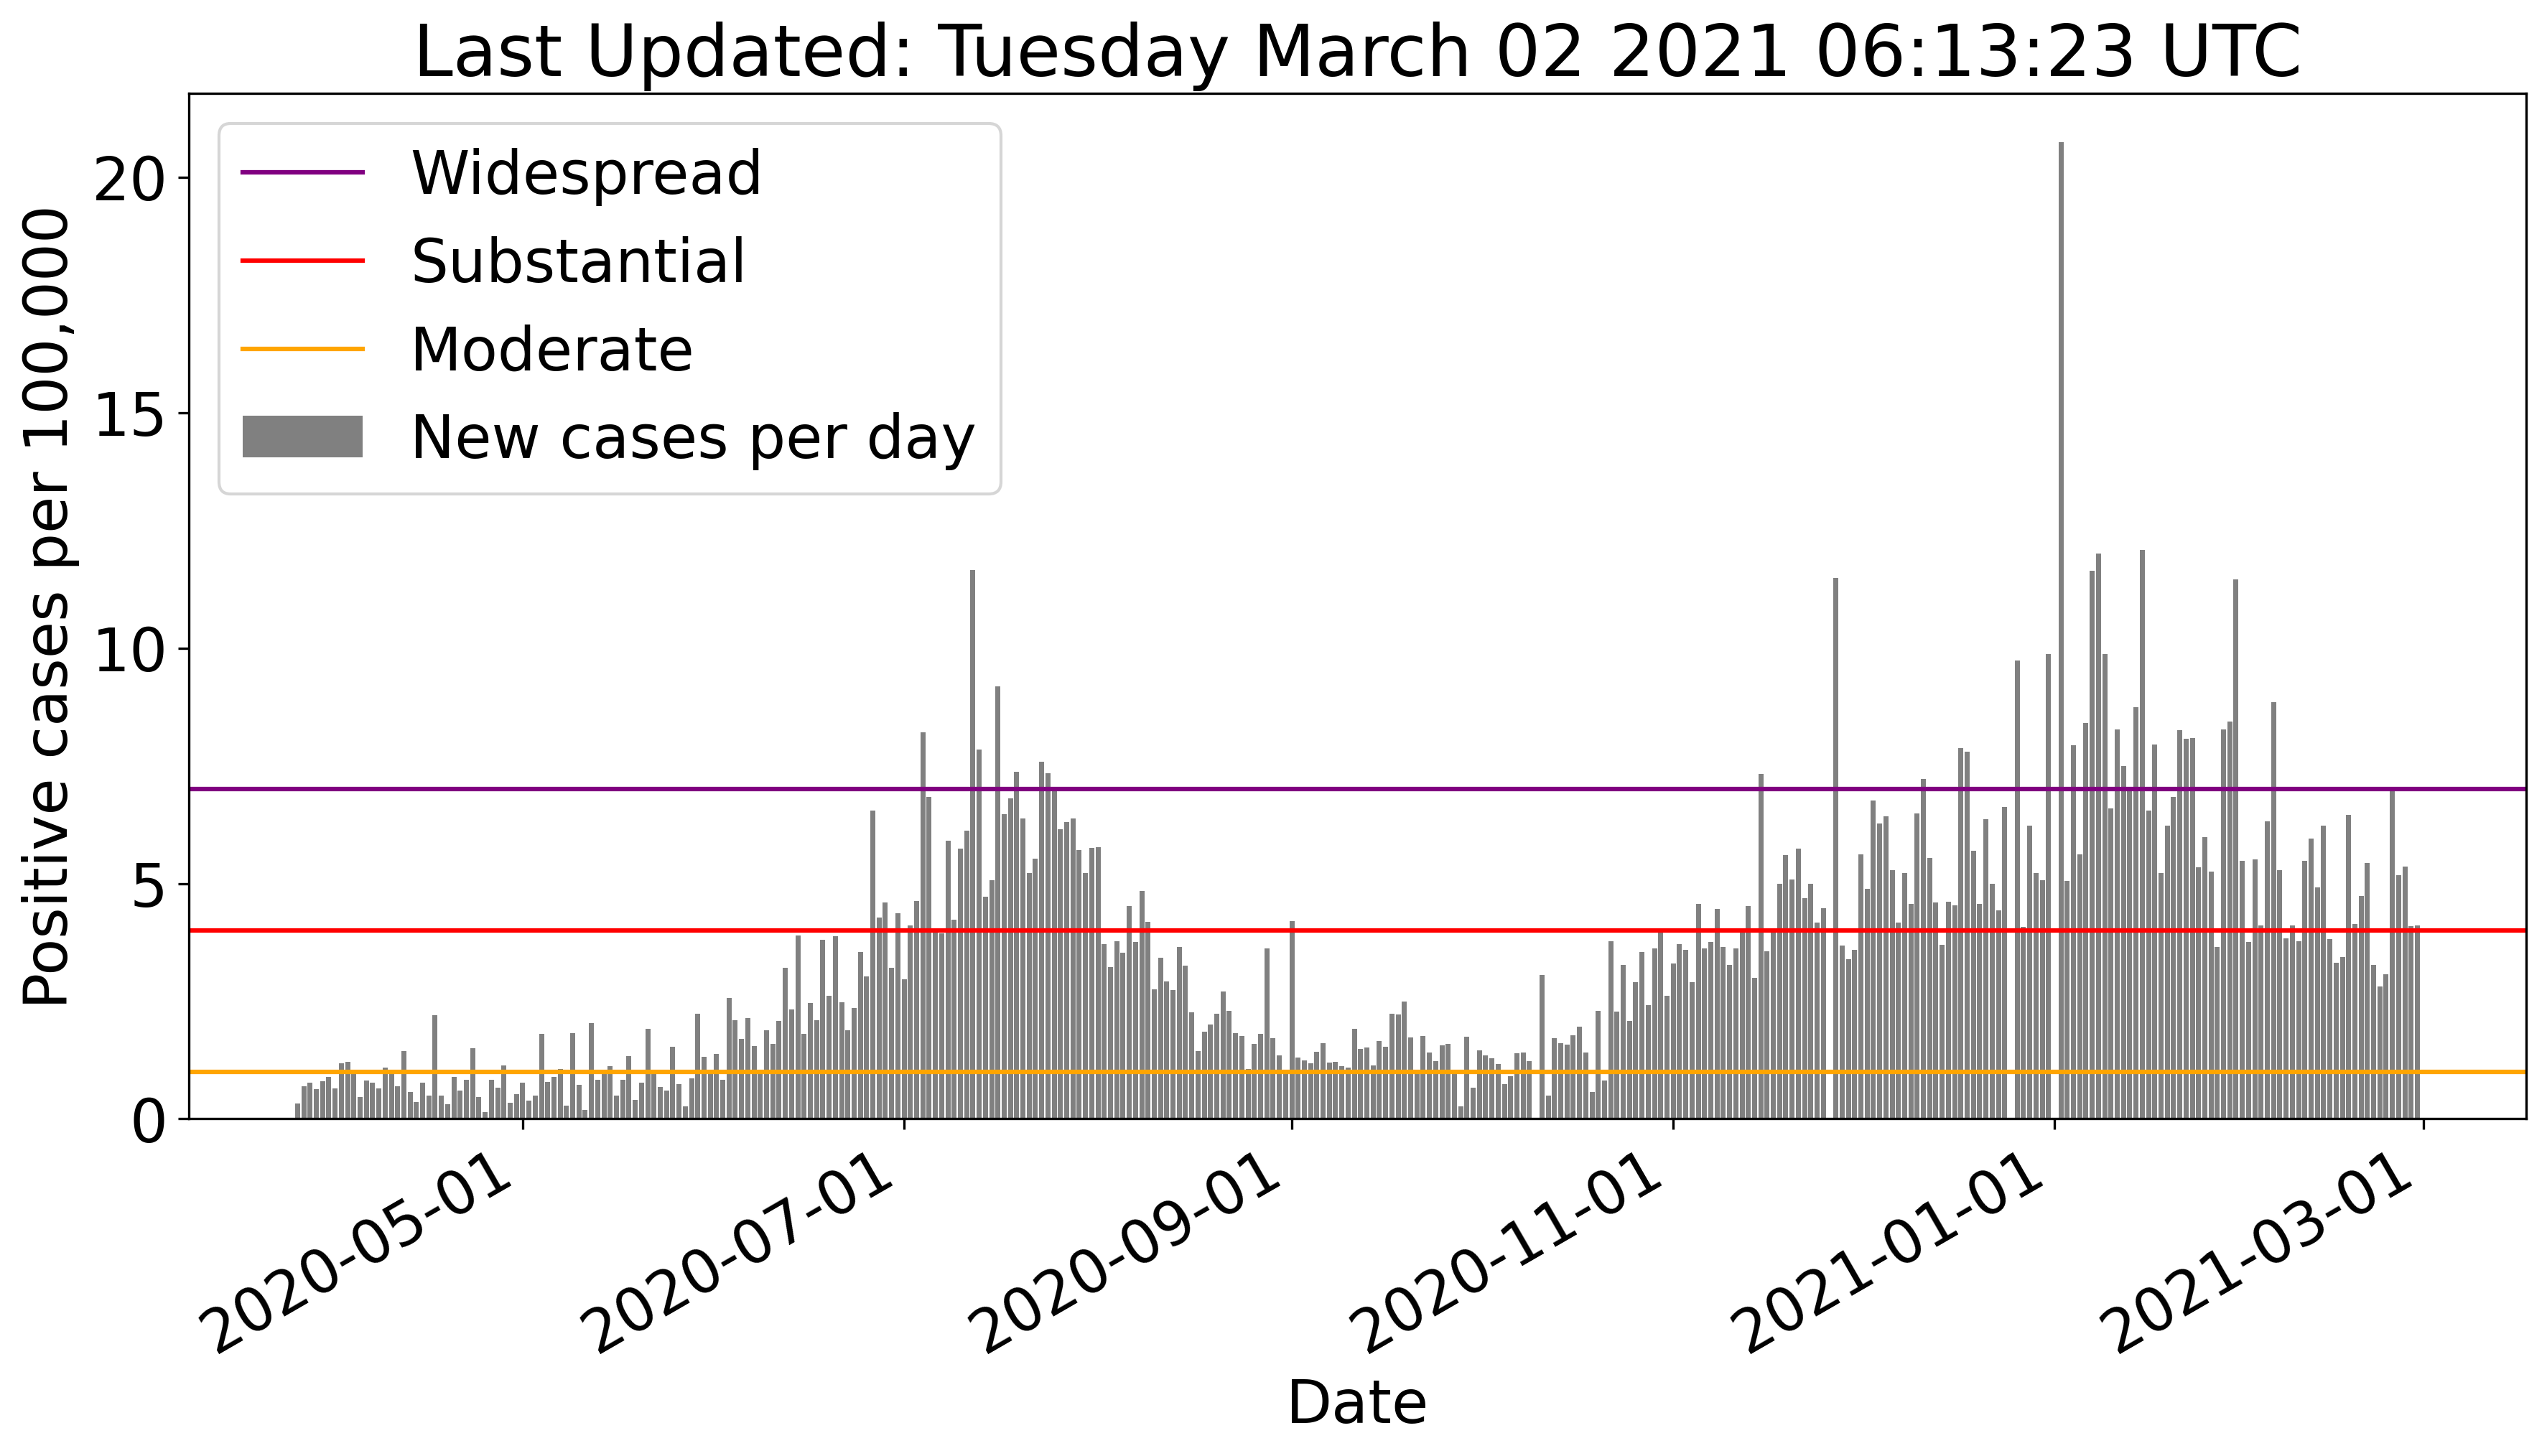 Last Updated: Tuesday March 02 2021 06:13:23 UTC
Widespread
Substantial
Moderate
New cases per day
Positive cases per 100,000
20
15
10
5
0
2020-05-01
2020-07-01
2020-09-01
2020-11-01
2021-01-01
2021-03-01
Date